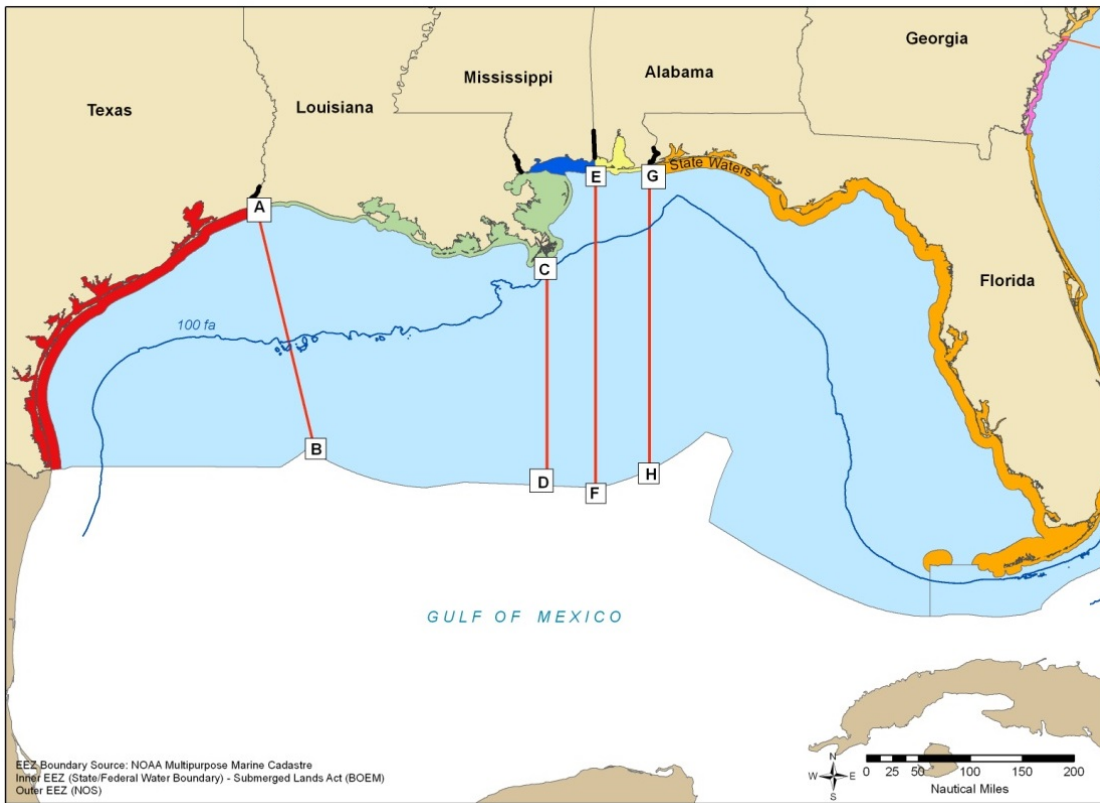 Georgia
Mississippi
Alabama
Texas
Louisiana
State Waters
E
G
A
C
Florida
100 fa
B
D
F
H
GULF OF MEXICO
EEZ Boundary Source: NOAA Multipurpose Marine Cadastre
Inner EEZ (State/Federal Water Boundary) - Submerged Lands Act (BOEM)
Outer EEZ (NOS)
N
W E
S
0 25 50 100 150 200
Nautical Miles